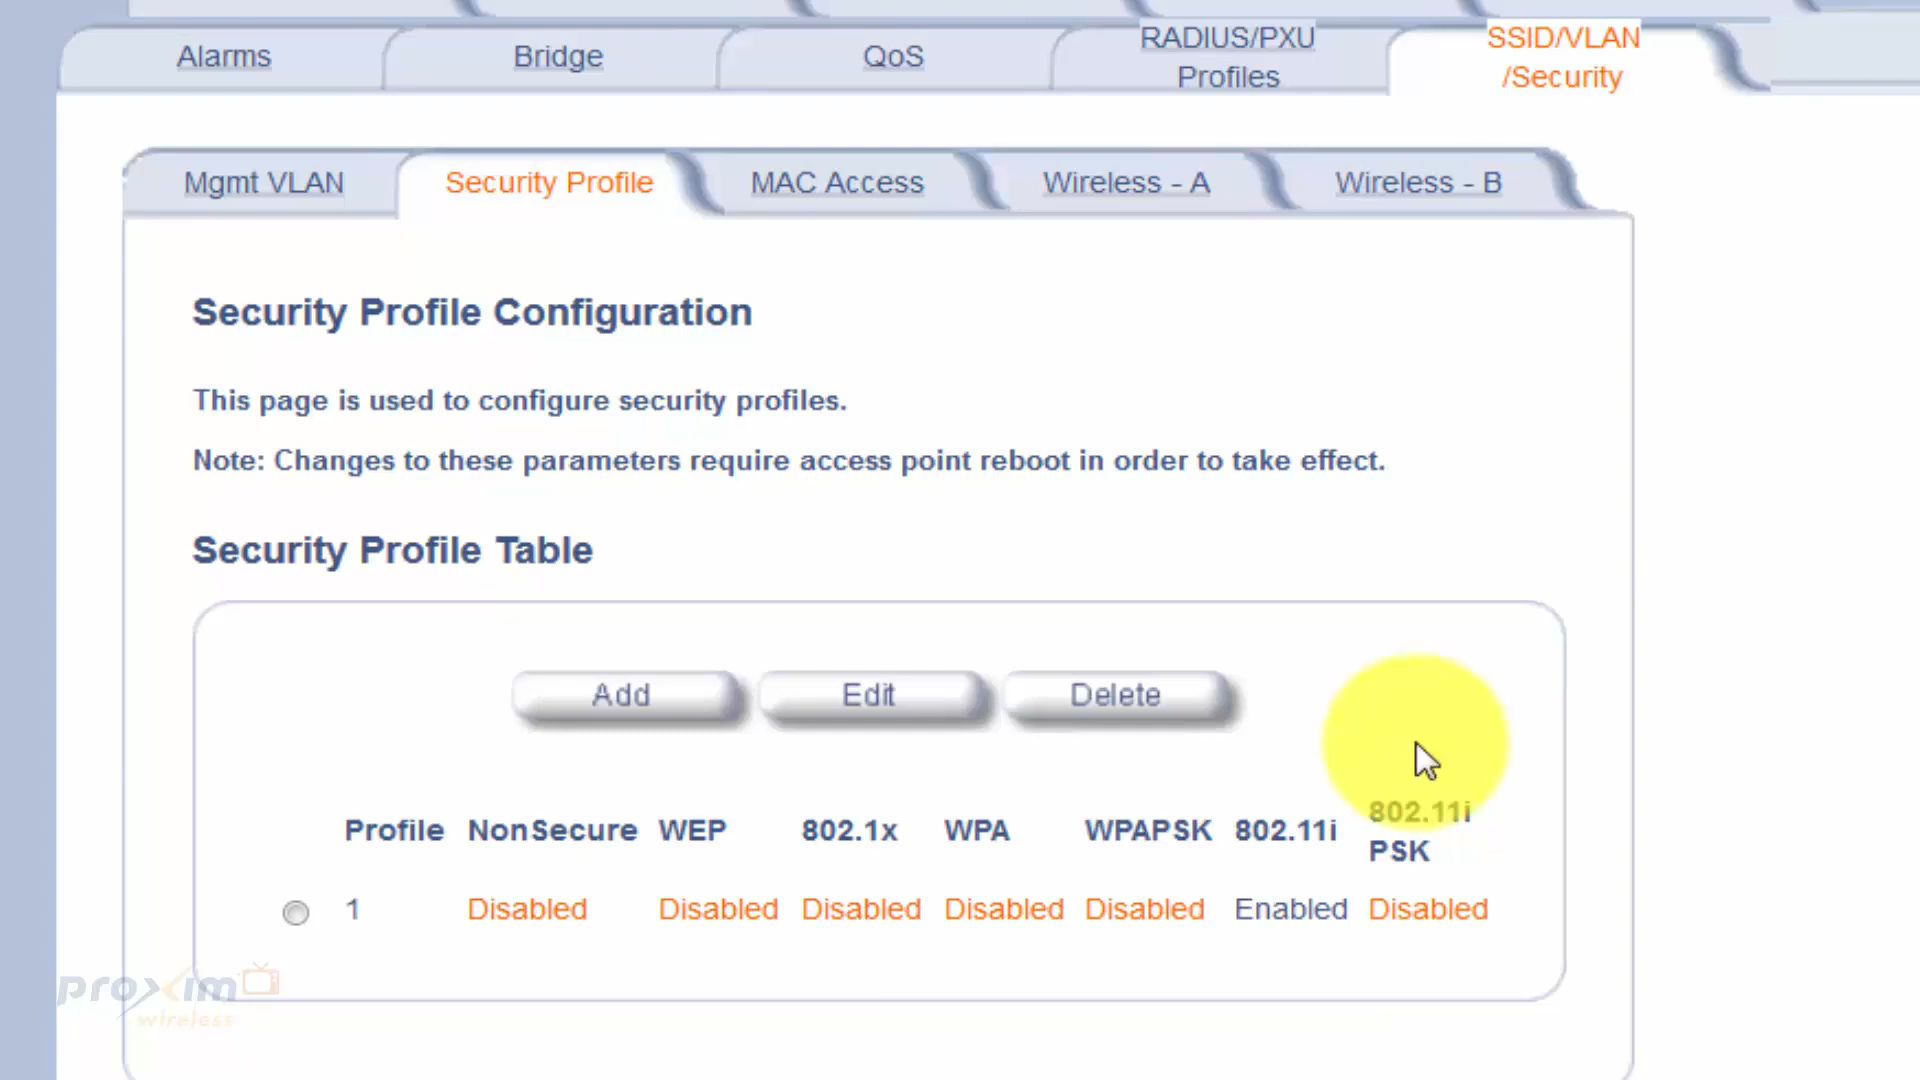 Alarms
Bridge
QoS
RADIUS/PXU
Profiles
SSID/VLAN
/Security
Mgmt VLAN
Security Profile
MAC Access
Wireless - A
Wireless - B
Security Profile Configuration
This page is used to configure security profiles.
Note: Changes to these parameters require access point reboot in order to take effect.
Security Profile Table
Add
Edit
Delete
Profile NonSecure WEP 802.1x WPA WPAPSK 802.11i 802.11i
PSK
1 Disabled Disabled Disabled Disabled Disabled Enabled Disabled
proxim
wireless